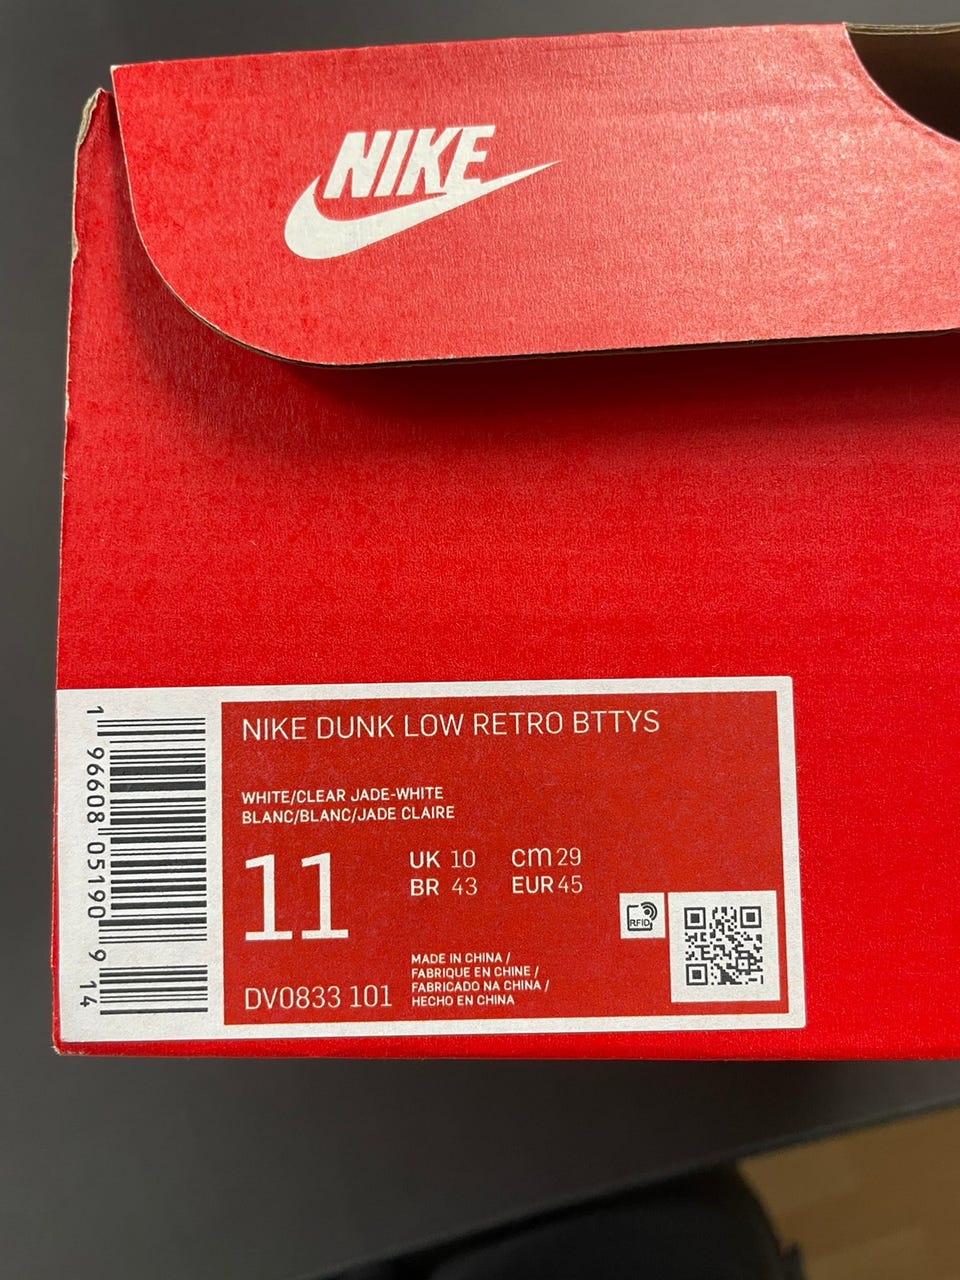 NIKE
NIKE DUNK LOW RETRO BTTYS
WHITE/CLEAR JADE-WHITE
BLANC/BLANC/JADE CLAIRE
11
UK 10 cm 29
BR 43 EUR 45
RFID
DV0833 101
MADE IN CHINA /
FABRIQUE EN CHINE /
FABRICADO NA CHINA /
HECHO EN CHINA
1 96608 05190 9 14